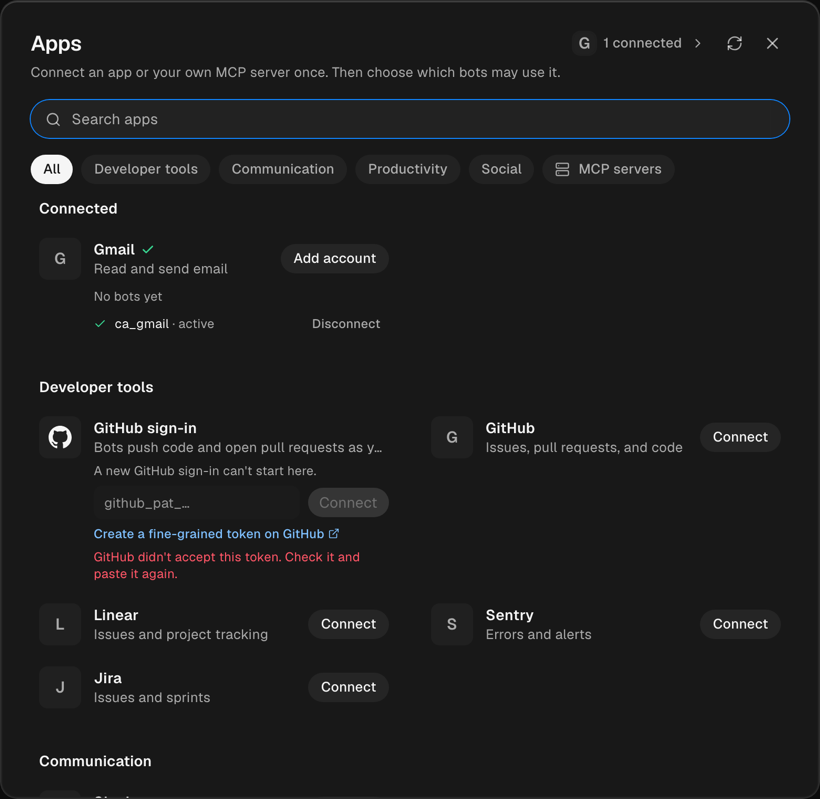 Apps
G 1 connected
Connect an app or your own MCP server once. Then choose which bots may use it.
Search apps
All Developer tools Communication Productivity Social MCP servers
Connected
G
Gmail
Read and send email
Add account
No bots yet
ca_gmail · active
Disconnect
Developer tools
GitHub sign-in
Bots push code and open pull requests as y...
A new GitHub sign-in can't start here.
github_pat_...
Connect
Create a fine-grained token on GitHub
GitHub didn't accept this token. Check it and
paste it again.
G
GitHub
Issues, pull requests, and code
Connect
L
Linear
Issues and project tracking
Connect
S
Sentry
Errors and alerts
Connect
J
Jira
Issues and sprints
Connect
Communication